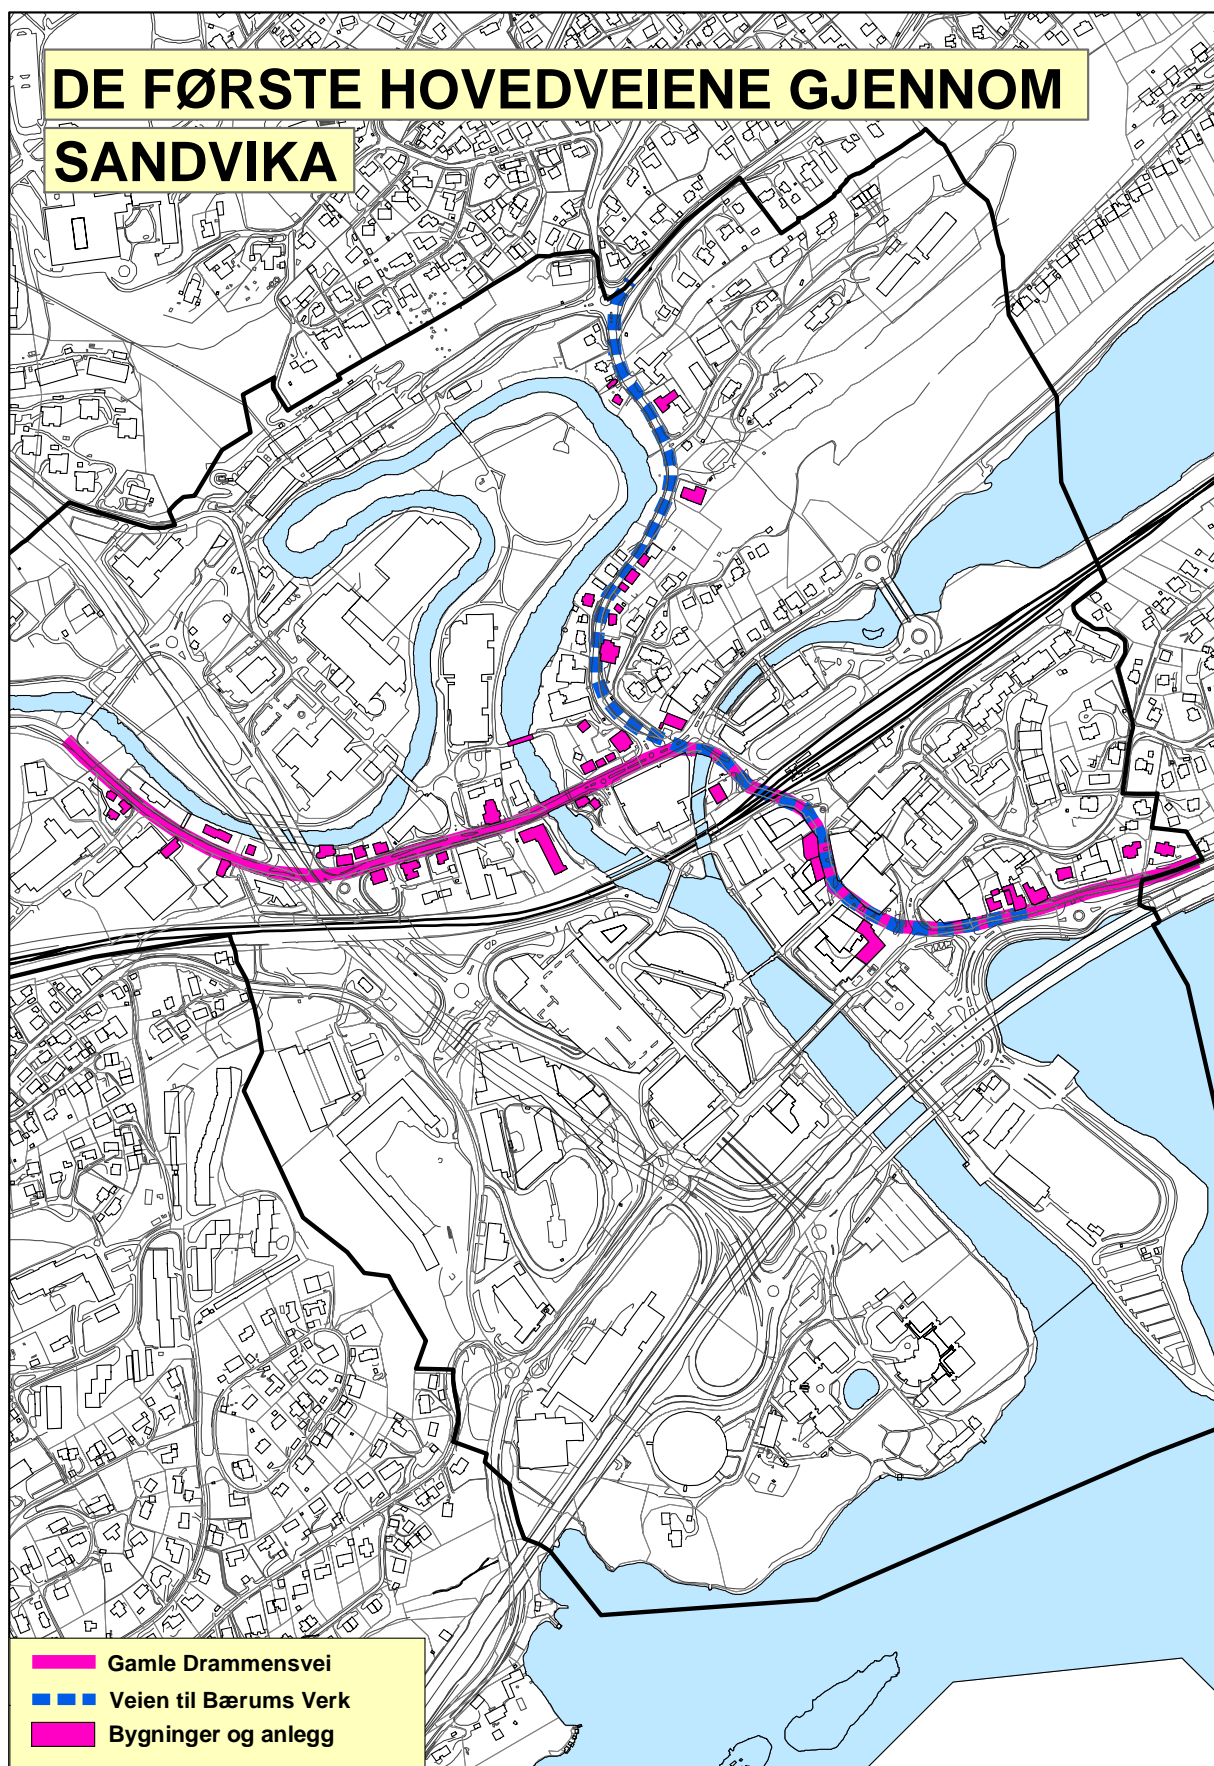 DE FØRSTE HOVEDVEIENE GJENNOM
SANDVIKA
Gamle Drammensvei
Veien til Bærums Verk
Bygninger og anlegg